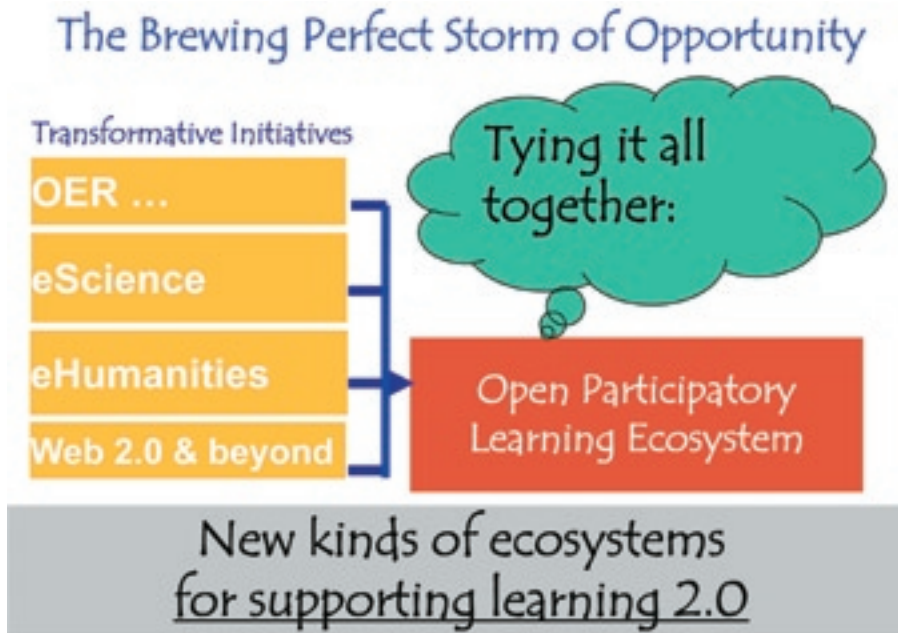 The Brewing Perfect Storm of Opportunity
Transformative Initiatives
OER ...
eScience
eHumanities
Web 2.0 & beyond
Tying it all
together:
Open Participatory
Learning Ecosystem
New kinds of ecosystems
for supporting learning 2.0